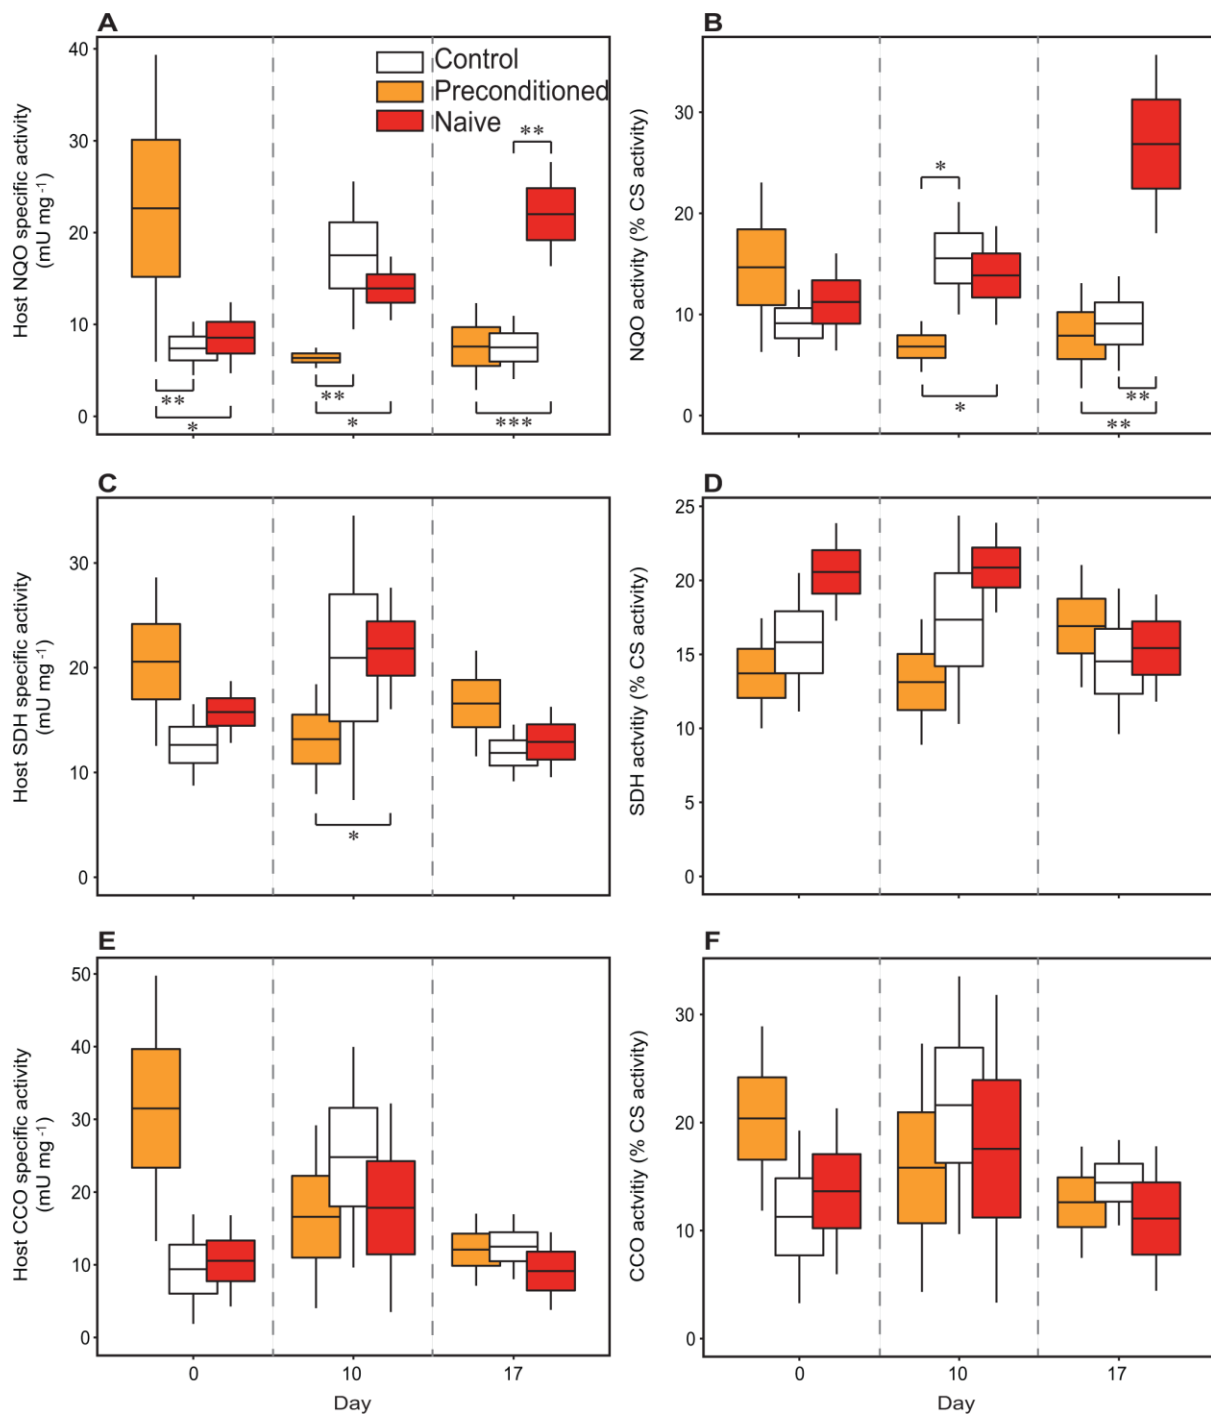 A
Host NQO specific activity
(mU mg -1)
40
30
20
10
0
Control
Preconditioned
Naive
**
*
**
*
**
***
B
NQO activity (% CS activity)
30
20
10
0
*
*
**
**
C
Host SDH specific activity
(mU mg -1)
30
20
10
0
*
D
SDH actvitiy (% CS activity)
25
20
15
10
5
0
E
Host CCO specific activity
(mU mg -1)
50
40
30
20
10
0
0
10
17
Day
F
CCO actvitiy (% CS activity)
30
20
10
0
0
10
17
Day